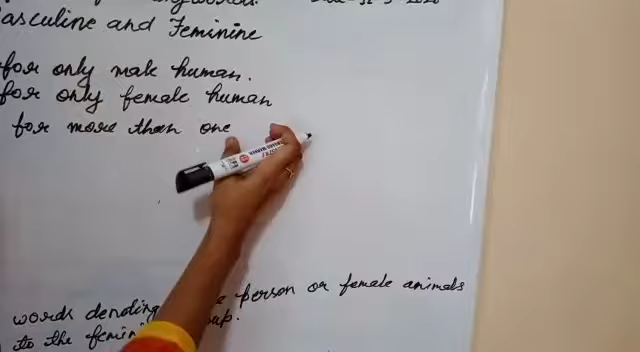 asculine and Feminine
for only male human.
for only female human
for more than one
words denoting person or female animals
to the